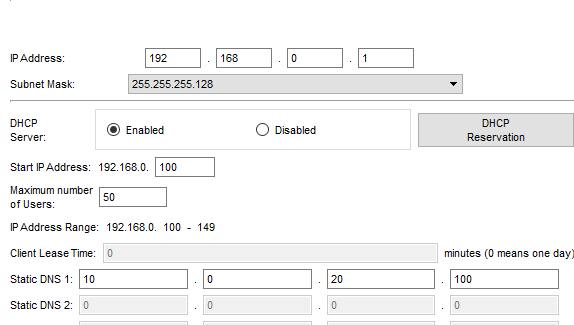 IP Address: 192 . 168 . 0 . 1
Subnet Mask: 255.255.255.128
DHCP
Server: Enabled Disabled DHCP
Reservation
Start IP Address: 192.168.0. 100
Maximum number
of Users: 50
IP Address Range: 192.168.0. 100 - 149
Client Lease Time: 0 minutes (0 means one day)
Static DNS 1: 10 . 0 . 20 . 100
Static DNS 2: 0 . 0 . 0 . 0